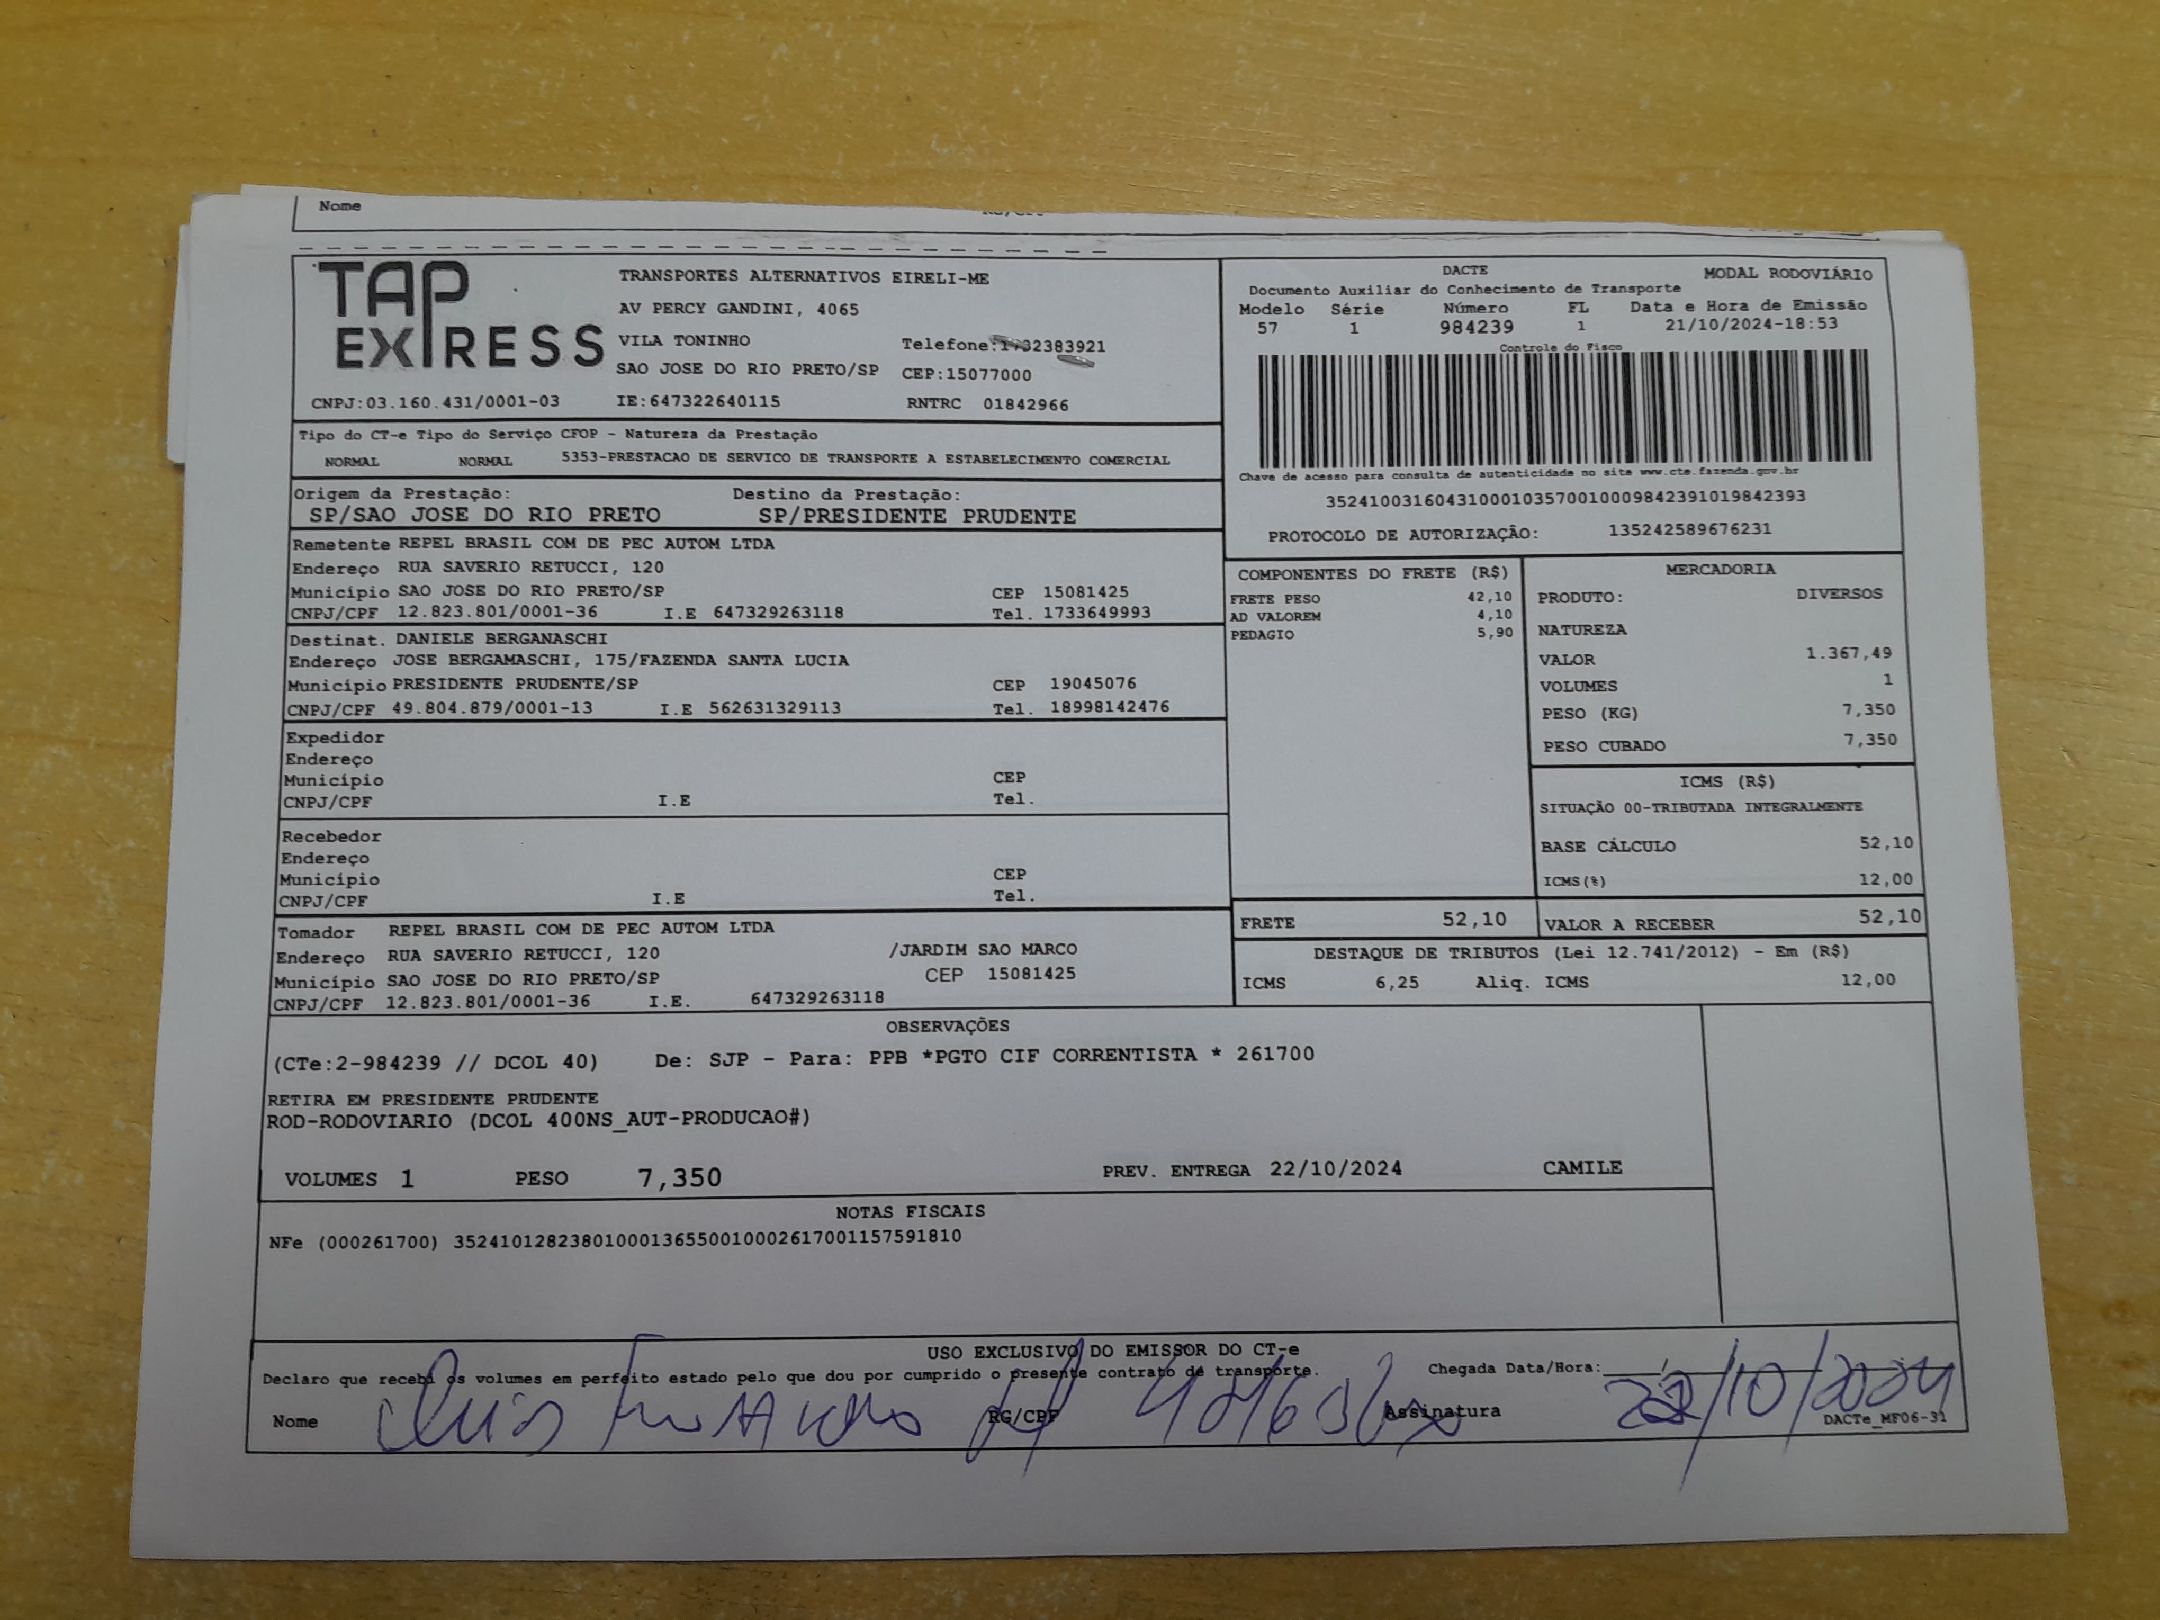 Nome
TAP
EXPRESS
TRANSPORTES ALTERNATIVOS EIRELI-ME
AV PERCY GANDINI, 4065
VILA TONINHO Telefone:1732383921
SAO JOSE DO RIO PRETO/SP CEP:15077000
CNPJ:03.160.431/0001-03 IE:647322640115 RNTRC 01842966
DACTE MODAL RODOVIÁRIO
Documento Auxiliar do Conhecimento de Transporte
Modelo Série Número FL Data e Hora de Emissão
57 1 984239 1 21/10/2024-18:53
Controle do Fisco
Chave de acesso para consulta de autenticidade no site www.cte.fazenda.gov.br
35241003160431000103570010009842391019842393
PROTOCOLO DE AUTORIZAÇÃO: 135242589676231
Tipo do CT-e Tipo do Serviço CFOP - Natureza da Prestação
NORMAL NORMAL 5353-PRESTACAO DE SERVICO DE TRANSPORTE A ESTABELECIMENTO COMERCIAL
Origem da Prestação: Destino da Prestação:
SP/SAO JOSE DO RIO PRETO SP/PRESIDENTE PRUDENTE
Remetente REPEL BRASIL COM DE PEC AUTOM LTDA
Endereço RUA SAVERIO RETUCCI, 120
Município SAO JOSE DO RIO PRETO/SP CEP 15081425
CNPJ/CPF 12.823.801/0001-36 I.E 647329263118 Tel. 1733649993
Destinat. DANIELE BERGANASCHI
Endereço JOSE BERGAMASCHI, 175/FAZENDA SANTA LUCIA
Município PRESIDENTE PRUDENTE/SP CEP 19045076
CNPJ/CPF 49.804.879/0001-13 I.E 562631329113 Tel. 18998142476
Expedidor
Endereço
Município CEP
CNPJ/CPF I.E Tel.
Recebedor
Endereço
Município CEP
CNPJ/CPF I.E Tel.
Tomador REPEL BRASIL COM DE PEC AUTOM LTDA
Endereço RUA SAVERIO RETUCCI, 120 /JARDIM SAO MARCO
Município SAO JOSE DO RIO PRETO/SP CEP 15081425
CNPJ/CPF 12.823.801/0001-36 I.E. 647329263118
COMPONENTES DO FRETE (R$)
FRETE PESO 42,10
AD VALOREM 4,10
PEDAGIO 5,90
MERCADORIA
PRODUTO: DIVERSOS
NATUREZA
VALOR 1.367,49
VOLUMES 1
PESO (KG) 7,350
PESO CUBADO 7,350
ICMS (R$)
SITUAÇÃO 00-TRIBUTADA INTEGRALMENTE
BASE CÁLCULO 52,10
ICMS(%) 12,00
FRETE 52,10 VALOR A RECEBER 52,10
DESTAQUE DE TRIBUTOS (Lei 12.741/2012) - Em (R$)
ICMS 6,25 Aliq. ICMS 12,00
OBSERVAÇÕES
(CTe:2-984239 // DCOL 40) De: SJP - Para: PPB *PGTO CIF CORRENTISTA * 261700
RETIRA EM PRESIDENTE PRUDENTE
ROD-RODOVIARIO (DCOL 400NS_AUT-PRODUCAO#)
VOLUMES 1 PESO 7,350 PREV. ENTREGA 22/10/2024 CAMILE
NOTAS FISCAIS
NFe (000261700) 35241012823801000136550010002617001157591810
USO EXCLUSIVO DO EMISSOR DO CT-e
Declaro que recebi os volumes em perfeito estado pelo que dou por cumprido o presente contrato de transporte. Chegada Data/Hora:
Nome RG/CPF Assinatura 22/10/2024
DACTe_MF06-31